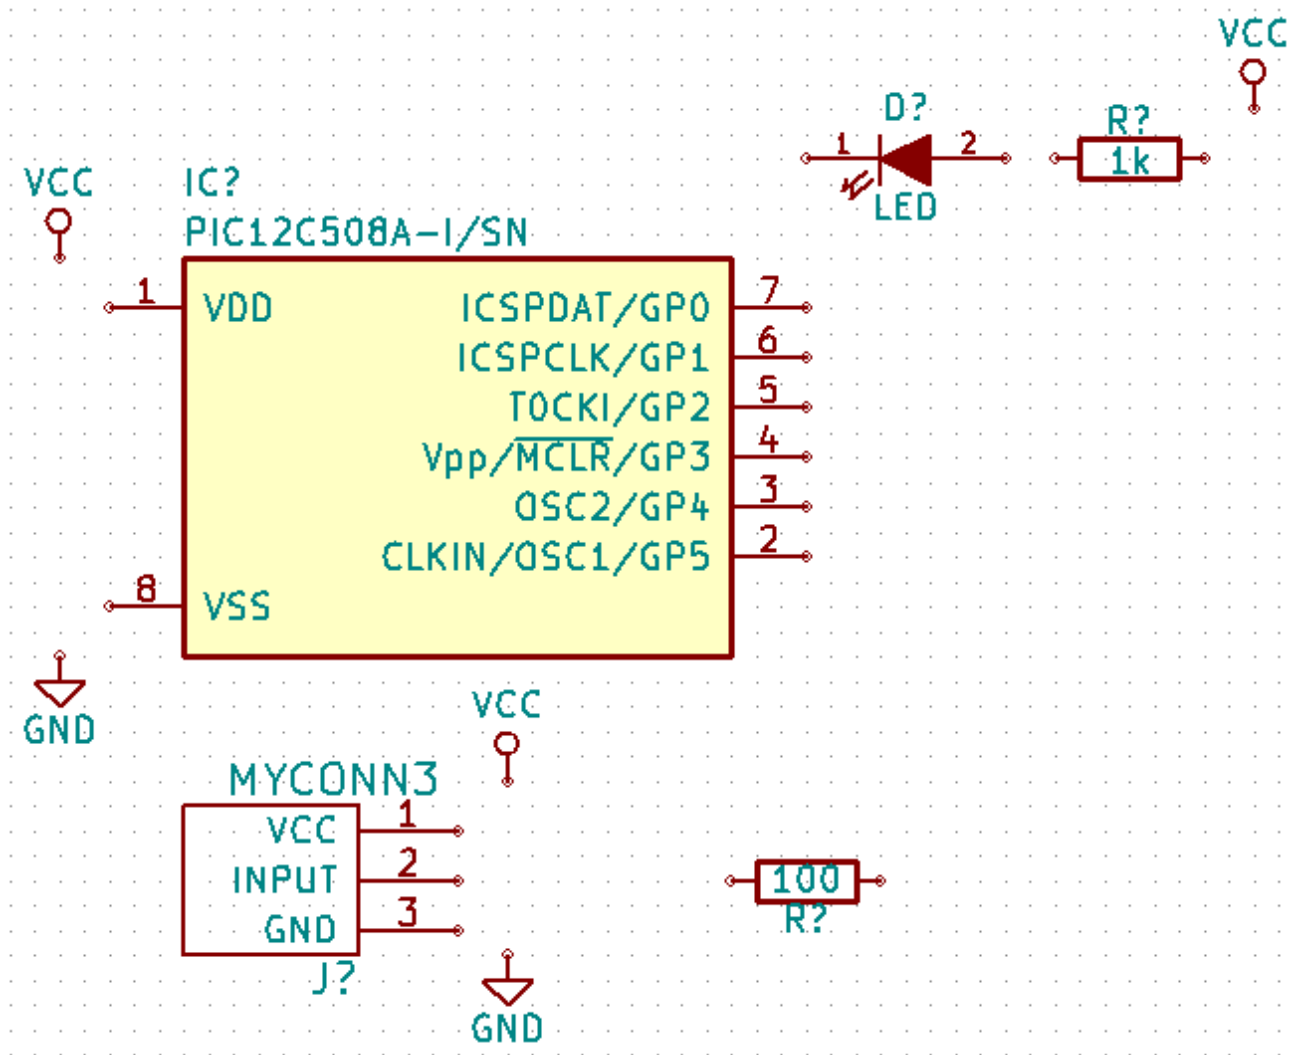 VCC
D?
R?
1
2
1k
LED
VCC
IC?
PIC12C508A-I/SN
1
VDD
ICSPDAT/GP0
7
ICSPCLK/GP1
6
T0CKI/GP2
5
Vpp/MCLR/GP3
4
OSC2/GP4
3
CLKIN/OSC1/GP5
2
8
VSS
GND
VCC
MYCONN3
VCC
1
INPUT
2
GND
3
J?
100
R?
GND